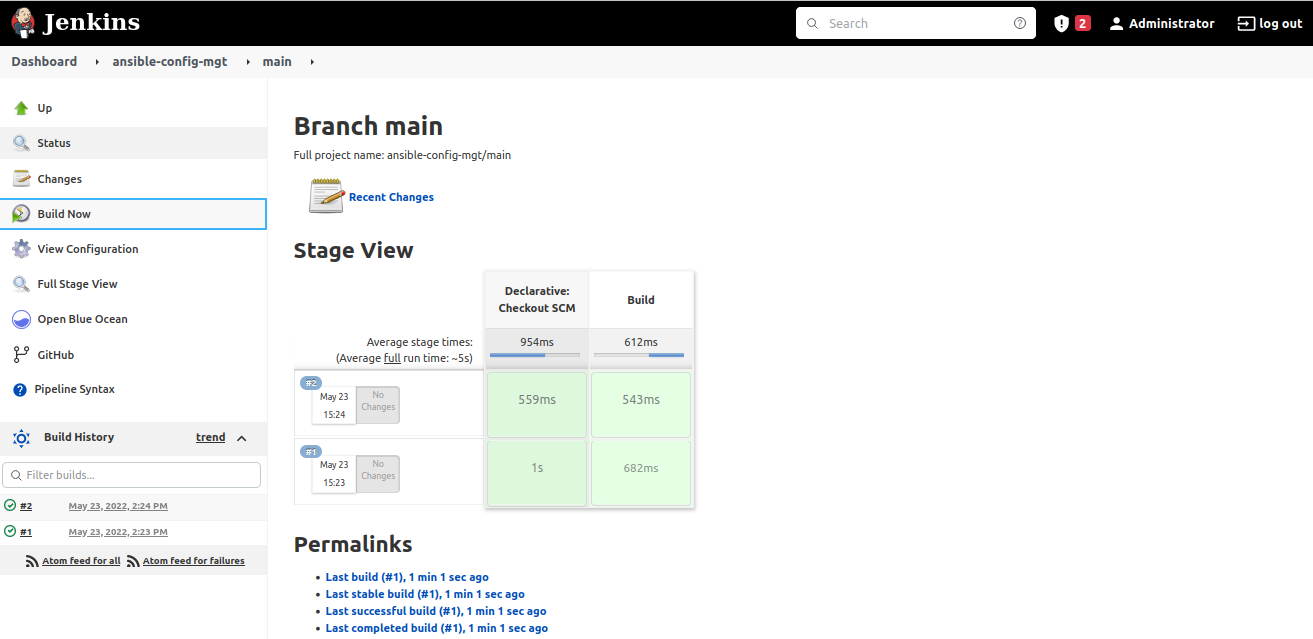 Jenkins
Search
2
Administrator
log out
Dashboard
ansible-config-mgt
main
Up
Status
Changes
Build Now
View Configuration
Full Stage View
Open Blue Ocean
GitHub
Pipeline Syntax
Build History
trend
Filter builds...
#2 May 23, 2022, 2:24 PM
#1 May 23, 2022, 2:23 PM
Atom feed for all Atom feed for failures
Branch main
Full project name: ansible-config-mgt/main
Recent Changes
Stage View
Declarative:
Checkout SCM
Build
Average stage times:
(Average full run time: ~5s)
954ms
612ms
#2
May 23
15:24
No
Changes
559ms
543ms
#1
May 23
15:23
No
Changes
1s
682ms
Permalinks
Last build (#1), 1 min 1 sec ago
Last stable build (#1), 1 min 1 sec ago
Last successful build (#1), 1 min 1 sec ago
Last completed build (#1), 1 min 1 sec ago